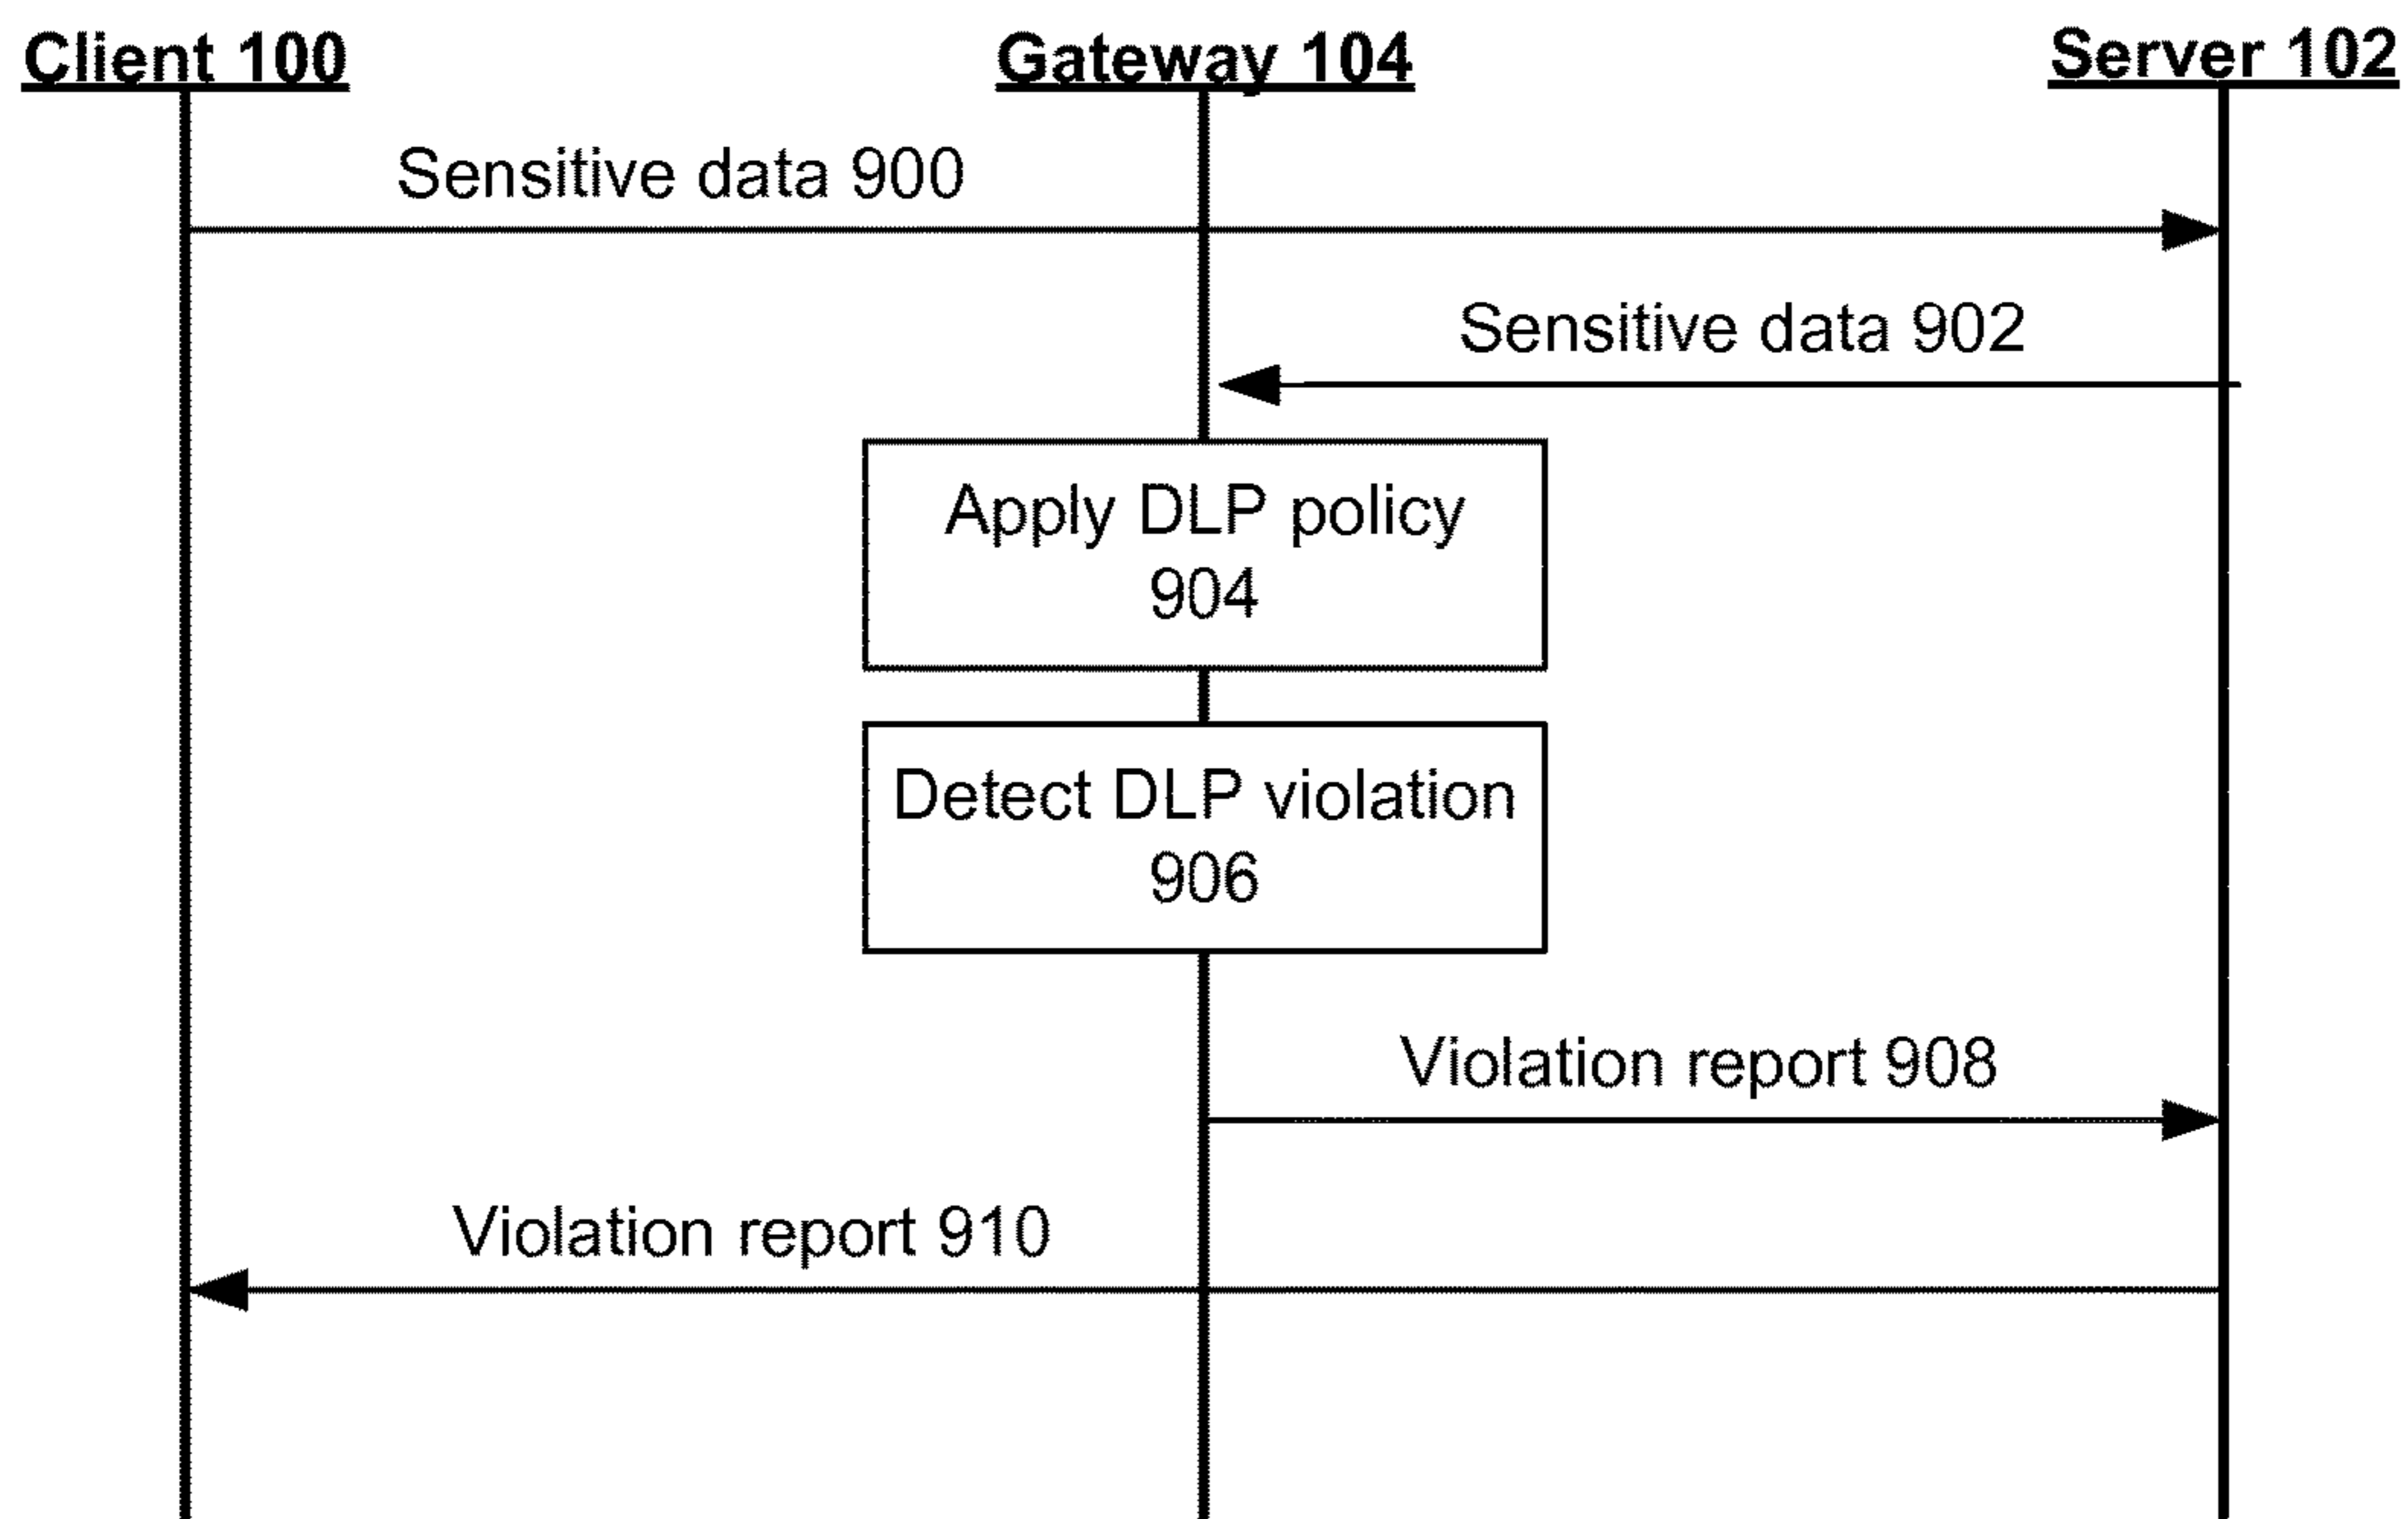 Client 100
Gateway 104
Server 102
Sensitive data 900
Sensitive data 902
Apply DLP policy
904
Detect DLP violation
906
Violation report 908
Violation report 910